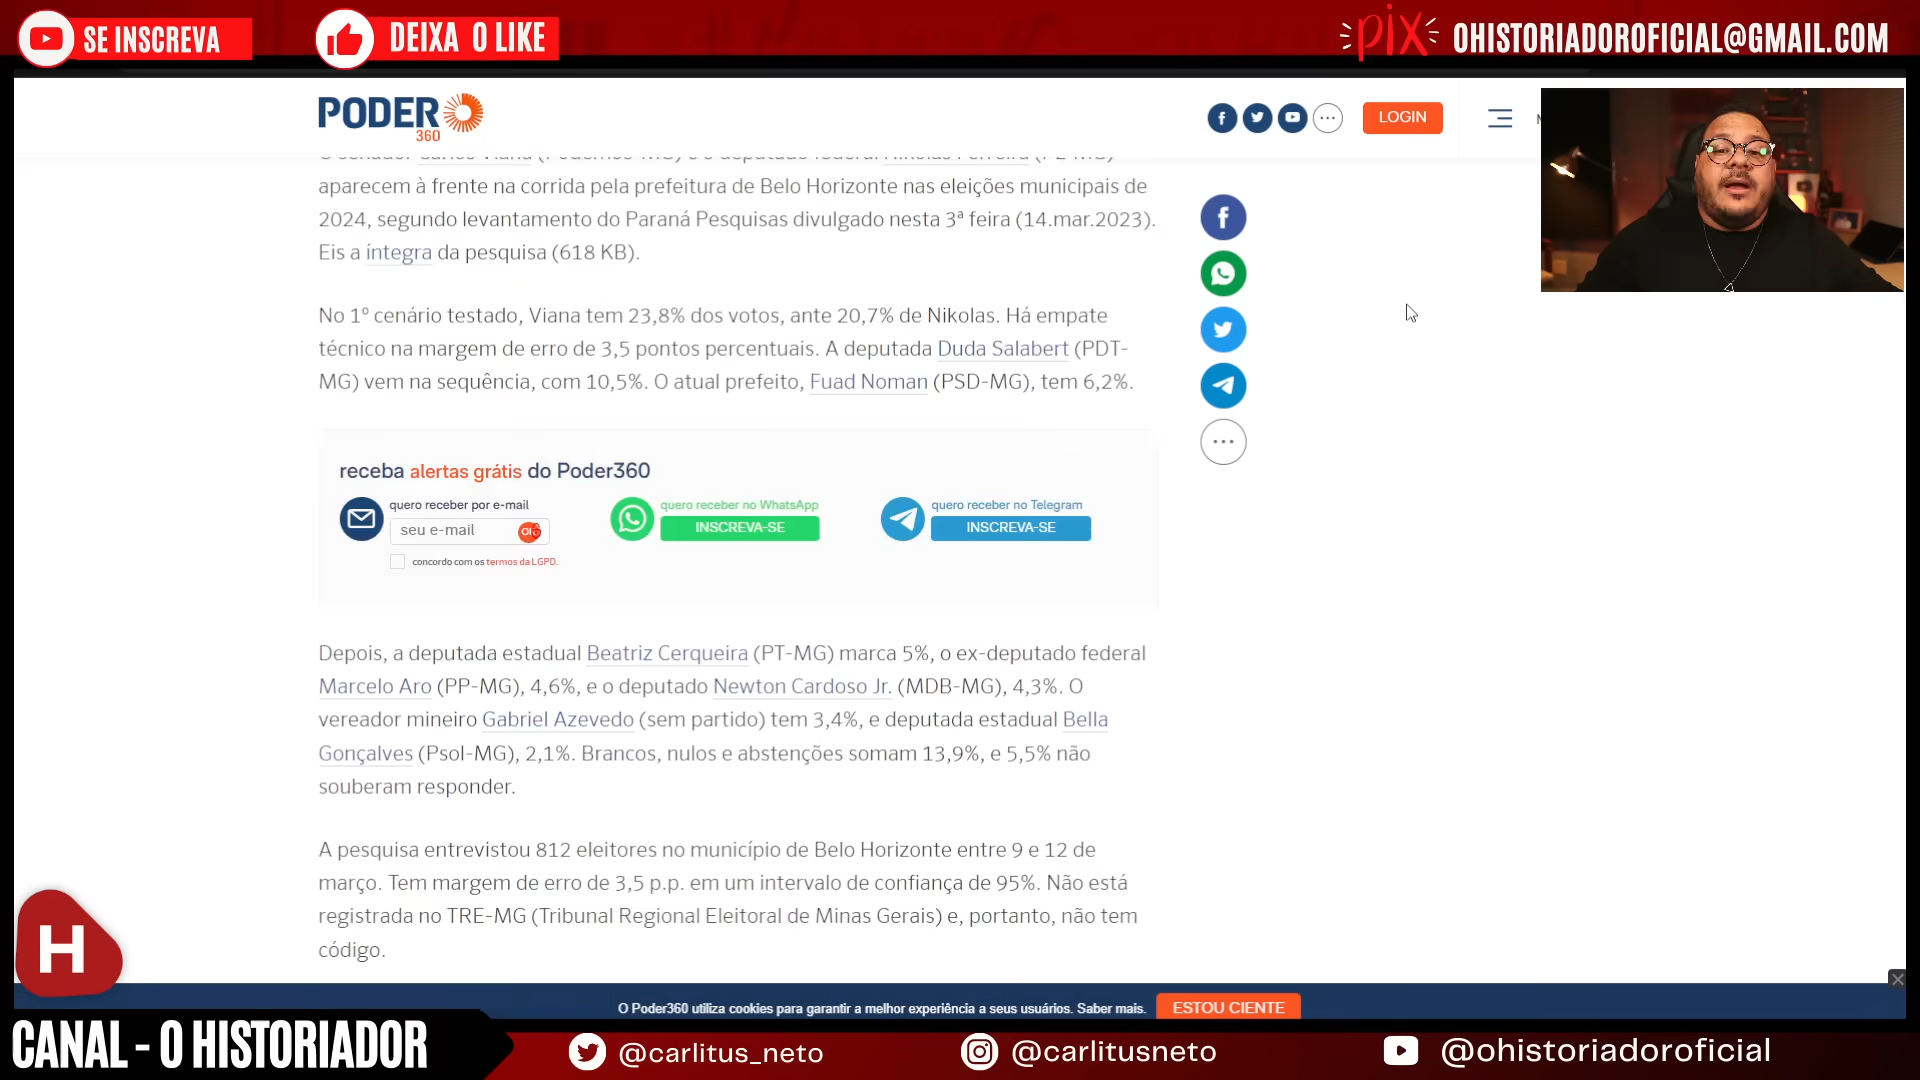 SE INSCREVA
DEIXA O LIKE
pix
OHISTORIADOROFICIAL@GMAIL.COM
PODER
360
LOGIN
O senador Carlos Viana (Podemos-MG) e o deputado federal Nikolas Ferreira (PL-MG)
aparecem à frente na corrida pela prefeitura de Belo Horizonte nas eleições municipais de
2024, segundo levantamento do Paraná Pesquisas divulgado nesta 3ª feira (14.mar.2023).
Eis a íntegra da pesquisa (618 KB).
No 1º cenário testado, Viana tem 23,8% dos votos, ante 20,7% de Nikolas. Há empate
técnico na margem de erro de 3,5 pontos percentuais. A deputada Duda Salabert (PDT-
MG) vem na sequência, com 10,5%. O atual prefeito, Fuad Noman (PSD-MG), tem 6,2%.
receba alertas grátis do Poder360
quero receber por e-mail
seu e-mail
concordo com os termos da LGPD.
quero receber no WhatsApp
INSCREVA-SE
quero receber no Telegram
INSCREVA-SE
Depois, a deputada estadual Beatriz Cerqueira (PT-MG) marca 5%, o ex-deputado federal
Marcelo Aro (PP-MG), 4,6%, e o deputado Newton Cardoso Jr. (MDB-MG), 4,3%. O
vereador mineiro Gabriel Azevedo (sem partido) tem 3,4%, e deputada estadual Bella
Gonçalves (Psol-MG), 2,1%. Brancos, nulos e abstenções somam 13,9%, e 5,5% não
souberam responder.
A pesquisa entrevistou 812 eleitores no município de Belo Horizonte entre 9 e 12 de
março. Tem margem de erro de 3,5 p.p. em um intervalo de confiança de 95%. Não está
registrada no TRE-MG (Tribunal Regional Eleitoral de Minas Gerais) e, portanto, não tem
código.
H
O Poder360 utiliza cookies para garantir a melhor experiência a seus usuários. Saber mais.
ESTOU CIENTE
CANAL - O HISTORIADOR
@carlitus_neto
@carlitusneto
@ohistoriadoroficial